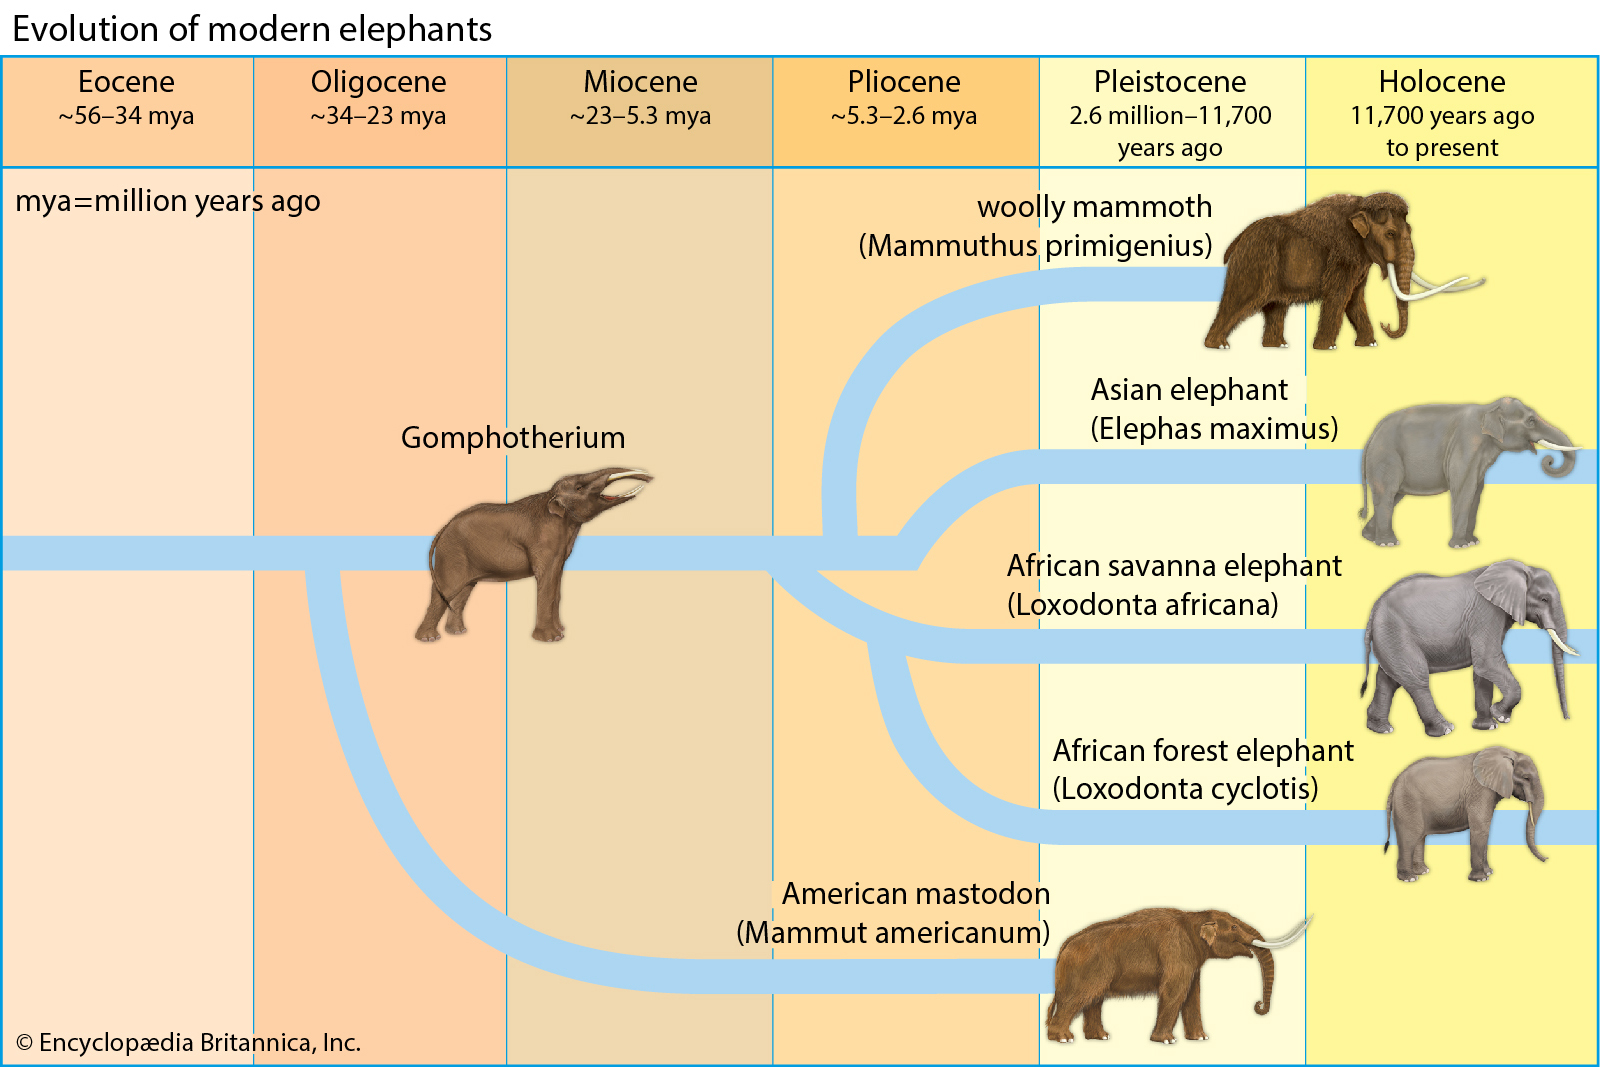 Evolution of modern elephants
Eocene
~56–34 mya
Oligocene
~34–23 mya
Miocene
~23–5.3 mya
Pliocene
~5.3–2.6 mya
Pleistocene
2.6 million–11,700
years ago
Holocene
11,700 years ago
to present
mya=million years ago
woolly mammoth
(Mammuthus primigenius)
Asian elephant
(Elephas maximus)
Gomphotherium
African savanna elephant
(Loxodonta africana)
African forest elephant
(Loxodonta cyclotis)
American mastodon
(Mammut americanum)
© Encyclopædia Britannica, Inc.